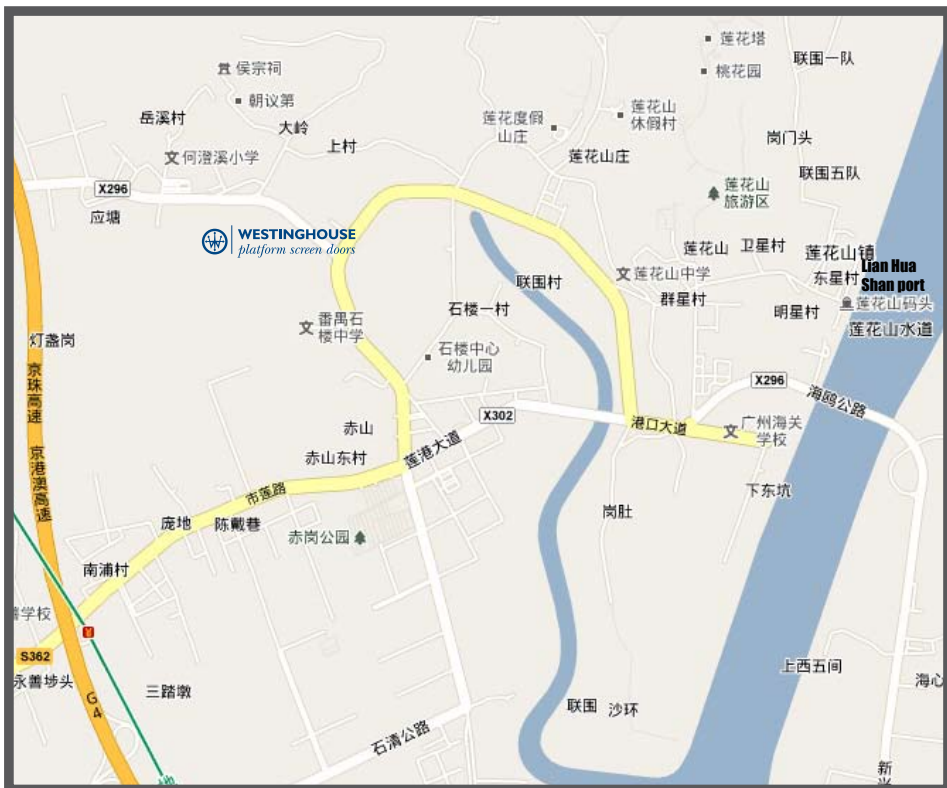 莲花塔
联围一队
侯宗祠
桃花园
朝议第
莲花山
休假村
岳溪村
大岭
莲花度假
山庄
上村
岗门头
何澄溪小学
莲花山庄
联围五队
X296
莲花山
旅游区
应塘
WESTINGHOUSE
platform screen doors
莲花山
卫星村
莲花山镇
Lian Hua
Shan port
莲花山中学
东星村
联围村
群星村
莲花山码头
石楼一村
明星村
番禺石
楼中学
莲花山水道
灯盏岗
石楼中心
幼儿园
京珠高速
X296
海鸥公路
X302
赤山
港口大道
广州海关
学校
莲港大道
赤山东村
京港澳高速
市莲路
下东坑
岗肚
庞地
陈戴巷
赤岗公园
南浦村
学校
S362
上西五间
永善埗头
三踏墩
海心
G4
联围
沙环
石清公路
新